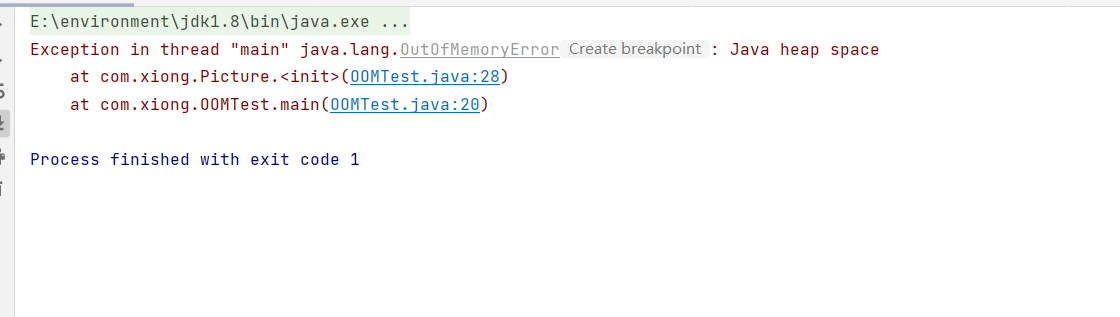 E:\environment\jdk1.8\bin\java.exe ...
Exception in thread "main" java.lang.OutOfMemoryError Create breakpoint : Java heap space
    at com.xiong.Picture.<init>(OOMTest.java:28)
    at com.xiong.OOMTest.main(OOMTest.java:20)
Process finished with exit code 1